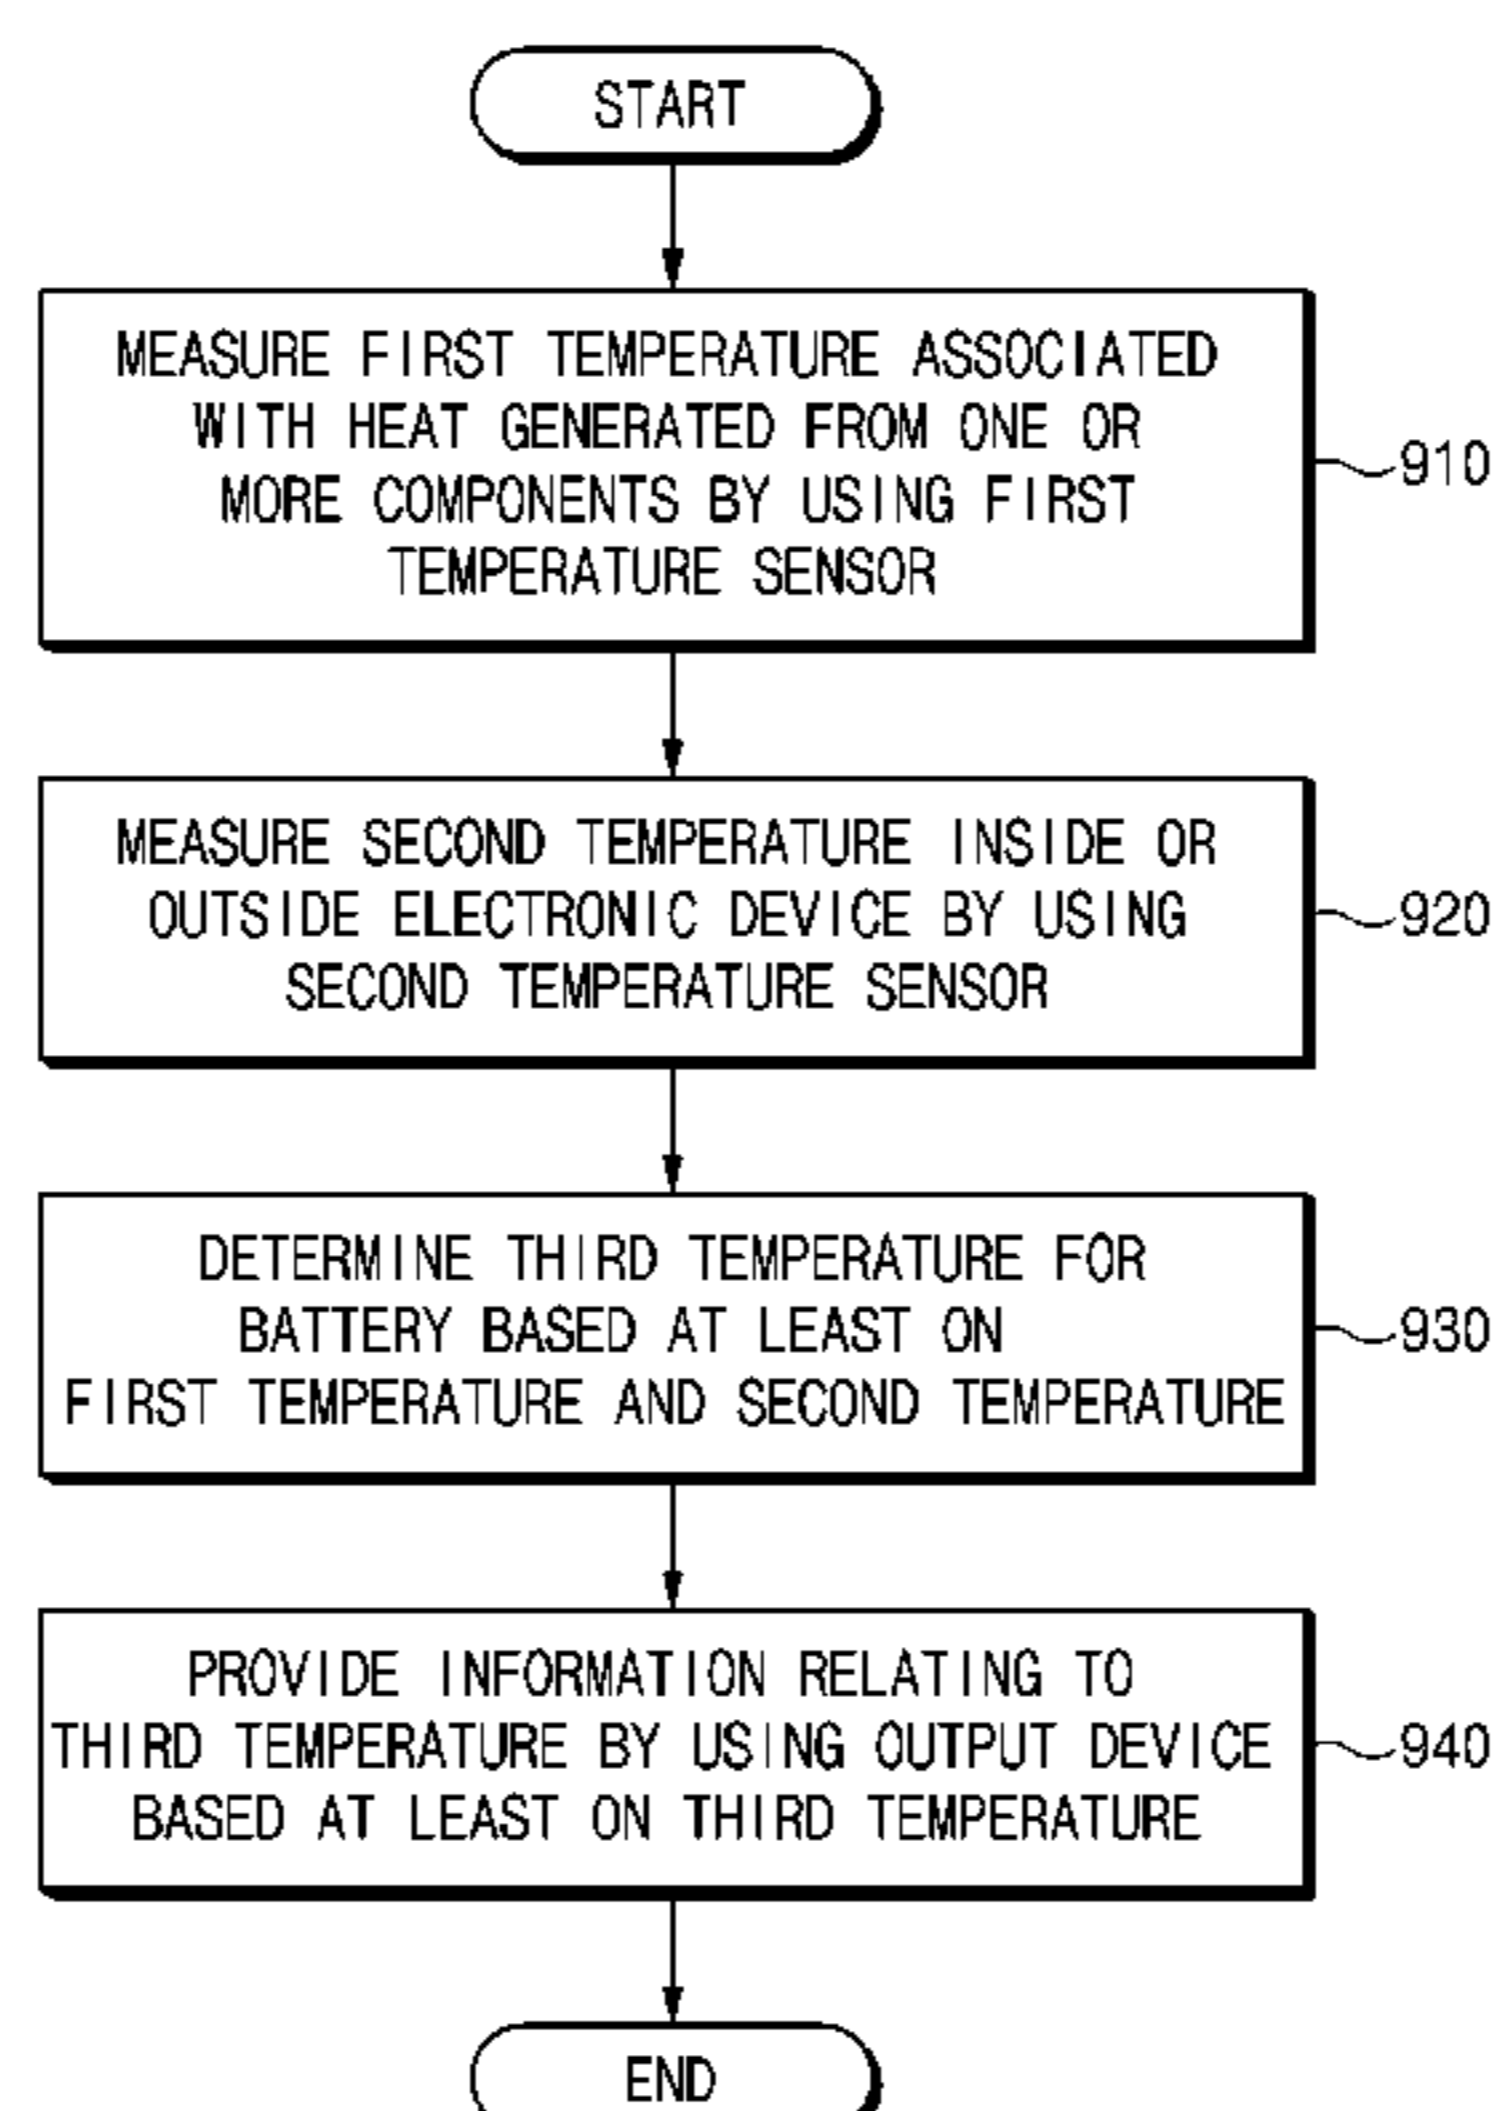 START
MEASURE FIRST TEMPERATURE ASSOCIATED
WITH HEAT GENERATED FROM ONE OR
MORE COMPONENTS BY USING FIRST
TEMPERATURE SENSOR
910
MEASURE SECOND TEMPERATURE INSIDE OR
OUTSIDE ELECTRONIC DEVICE BY USING
SECOND TEMPERATURE SENSOR
920
DETERMINE THIRD TEMPERATURE FOR
BATTERY BASED AT LEAST ON
FIRST TEMPERATURE AND SECOND TEMPERATURE
930
PROVIDE INFORMATION RELATING TO
THIRD TEMPERATURE BY USING OUTPUT DEVICE
BASED AT LEAST ON THIRD TEMPERATURE
940
END